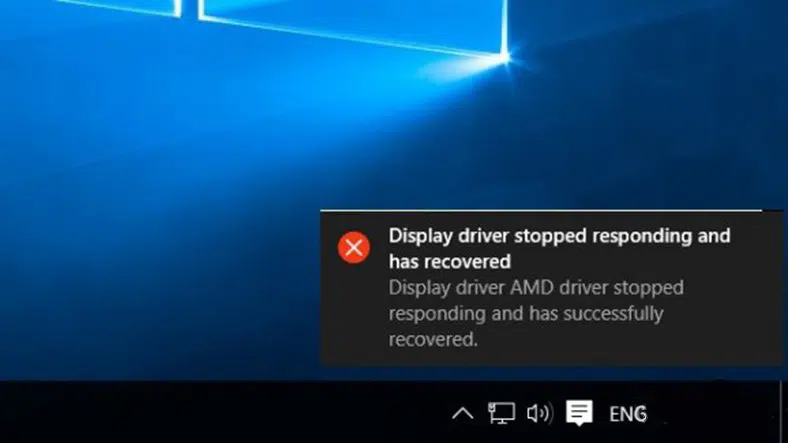 Display driver stopped responding and
has recovered
Display driver AMD driver stopped
responding and has successfully
recovered.
ENG